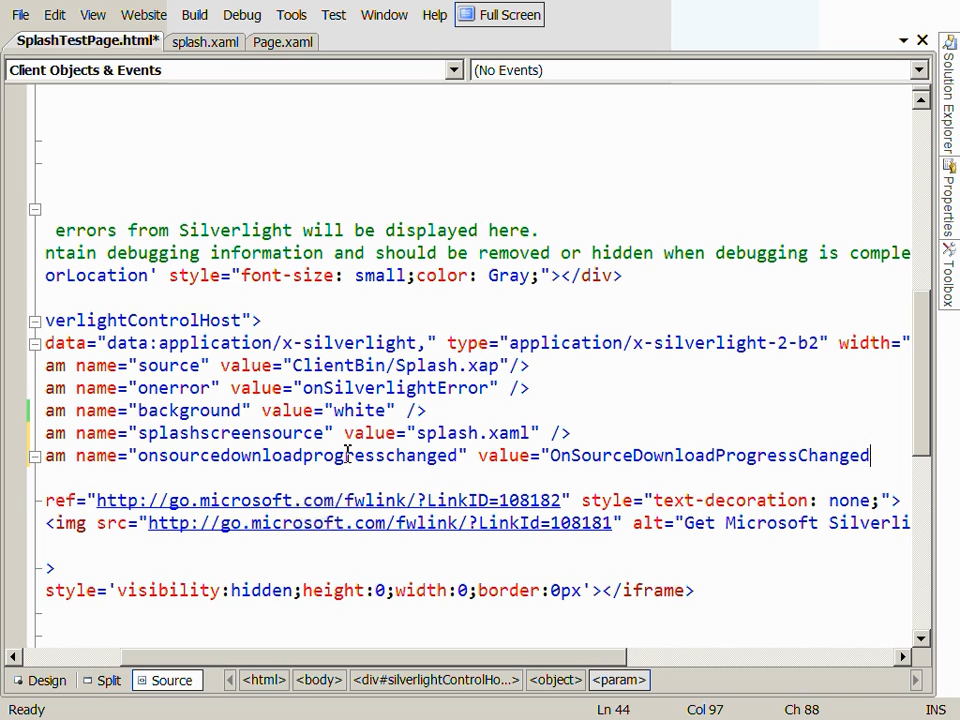 File Edit View Website Build Debug Tools Test Window Help Full Screen
SplashTestPage.html* splash.xaml Page.xaml
Client Objects & Events (No Events)
Solution Explorer
Properties
Toolbox
errors from Silverlight will be displayed here.
ntain debugging information and should be removed or hidden when debugging is comple
orLocation' style="font-size: small;color: Gray;"></div>
verlightControlHost">
data="data:application/x-silverlight," type="application/x-silverlight-2-b2" width="
am name="source" value="ClientBin/Splash.xap"/>
am name="onerror" value="onSilverlightError" />
am name="background" value="white" />
am name="splashscreensource" value="splash.xaml" />
am name="onsourcedownloadprogresschanged" value="OnSourceDownloadProgressChanged
ref="http://go.microsoft.com/fwlink/?LinkID=108182" style="text-decoration: none;">
<img src="http://go.microsoft.com/fwlink/?LinkId=108181" alt="Get Microsoft Silverli
>
style='visibility:hidden;height:0;width:0;border:0px'></iframe>
Design Split Source <html> <body> <div#silverlightControlHo...> <object> <param>
Ready Ln 44 Col 97 Ch 88 INS